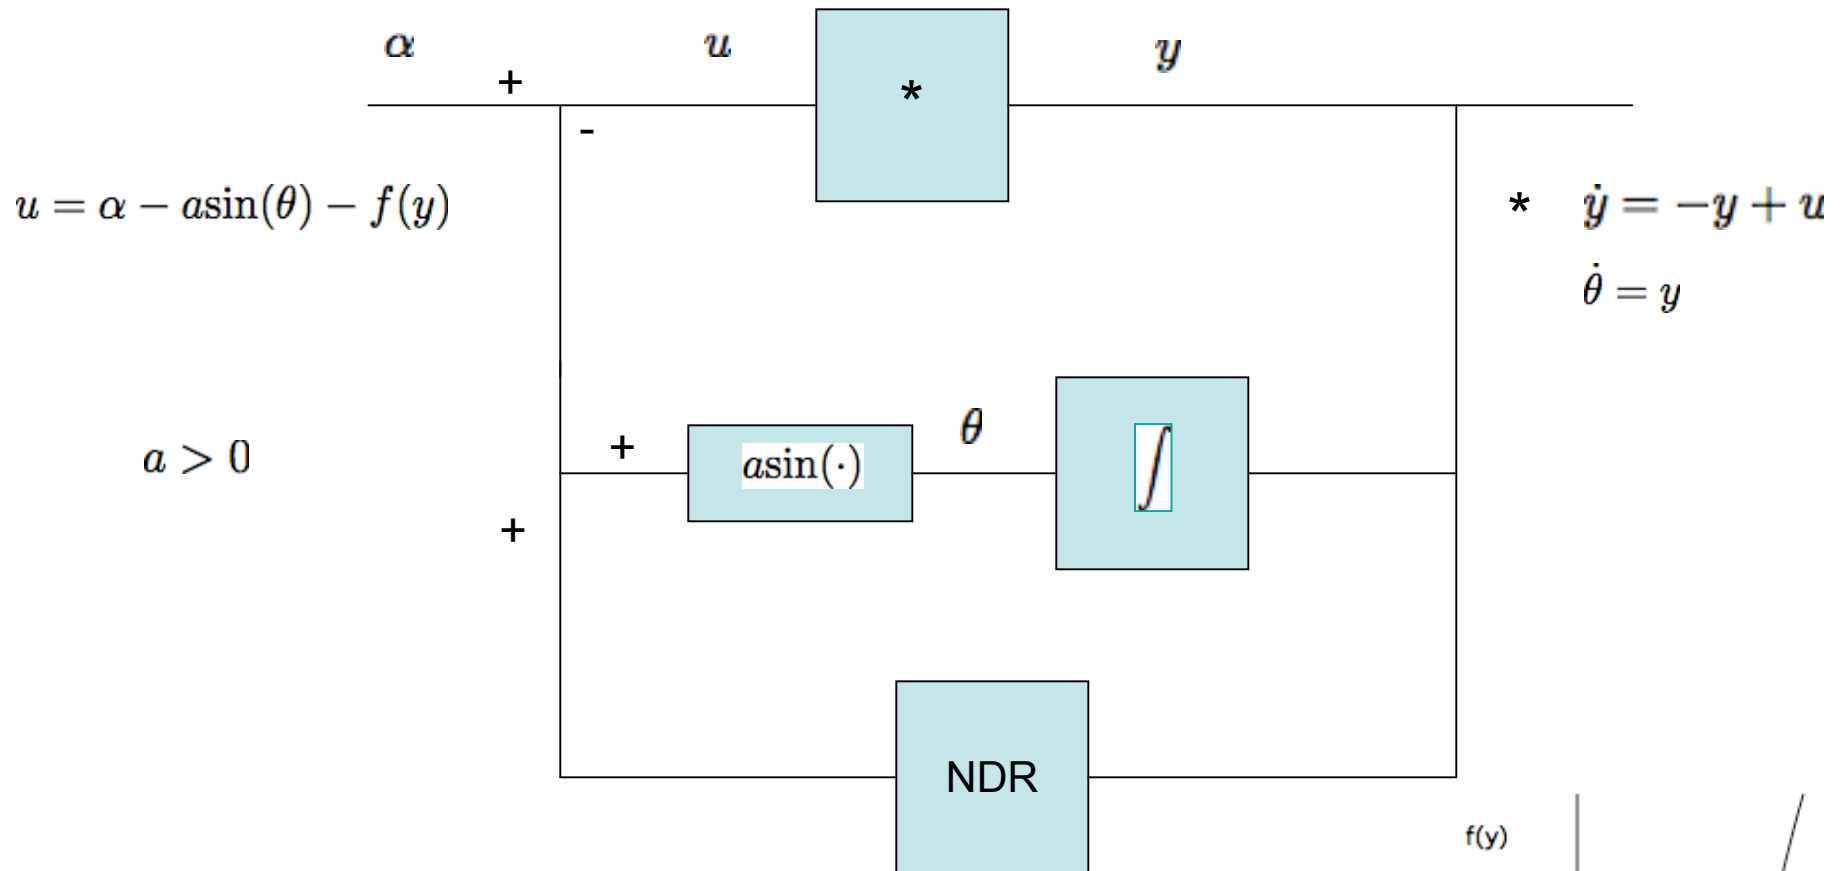 α
+
u
*
y
-
u = α − asin(θ) − f(y)
* ẏ = −y + u
θ̇ = y
a > 0
+
asin(·)
θ
∫
+
NDR
f(y)